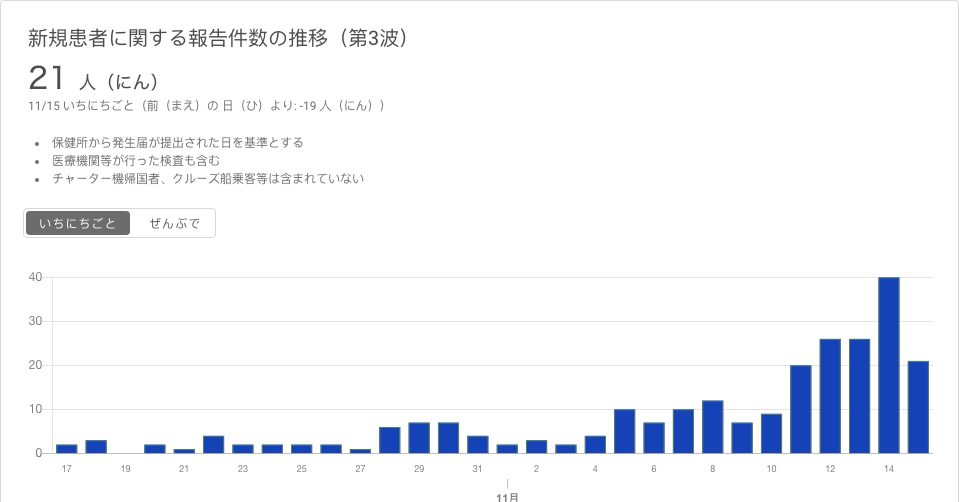 新規患者に関する報告件数の推移（第3波）
21 人（にん）
11/15 いちにちごと（前（まえ）の 日（ひ）より: -19 人（にん））
• 保健所から発生届が提出された日を基準とする
• 医療機関等が行った検査も含む
• チャーター機帰国者、クルーズ船乗客等は含まれていない
いちにちごと ぜんぶで
40
30
20
10
0
17 19 21 23 25 27 29 31 2 4 6 8 10 12 14
11月